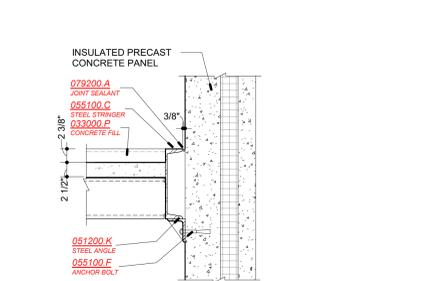 INSULATED PRECAST
CONCRETE PANEL
079200.A
JOINT SEALANT
055100.C
STEEL STRINGER
033000.P
CONCRETE FILL
3/8"
2 3/8"
2 1/2"
051200.K
STEEL ANGLE
055100.F
ANCHOR BOLT